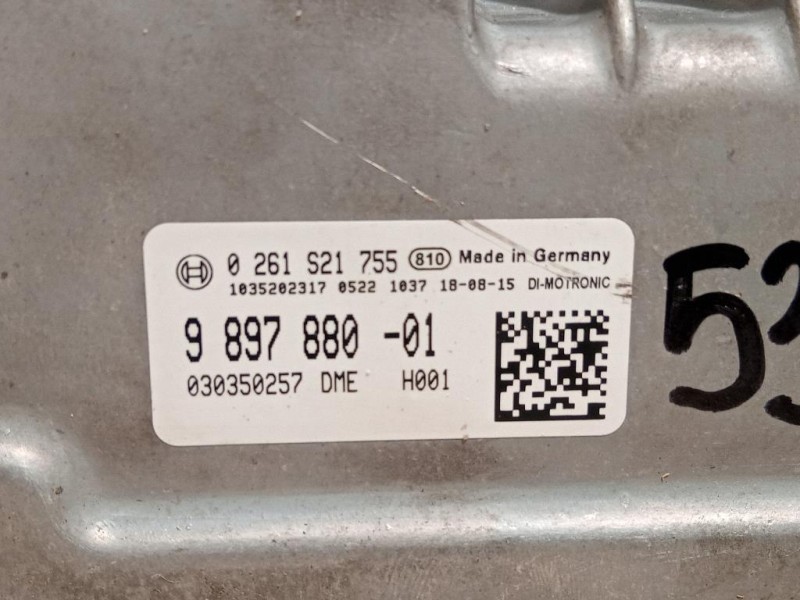 0 261 S21 755 810 Made in Germany
1035202317 0522 1037 18-08-15 DI-MOTRONIC
9 897 880 -01
030350257 DME H001
53